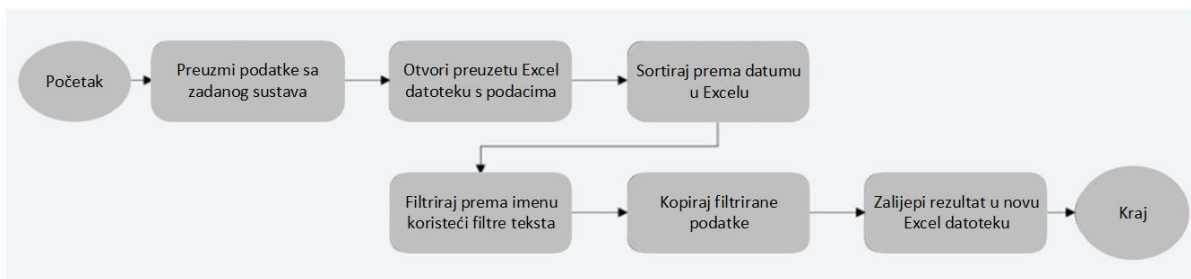 Početak
Preuzmi podatke sa
zadanog sustava
Otvori preuzetu Excel
datoteku s podacima
Sortiraj prema datumu
u Excelu
Filtriraj prema imenu
koristeći filtre teksta
Kopiraj filtrirane
podatke
Zalijepi rezultat u novu
Excel datoteku
Kraj